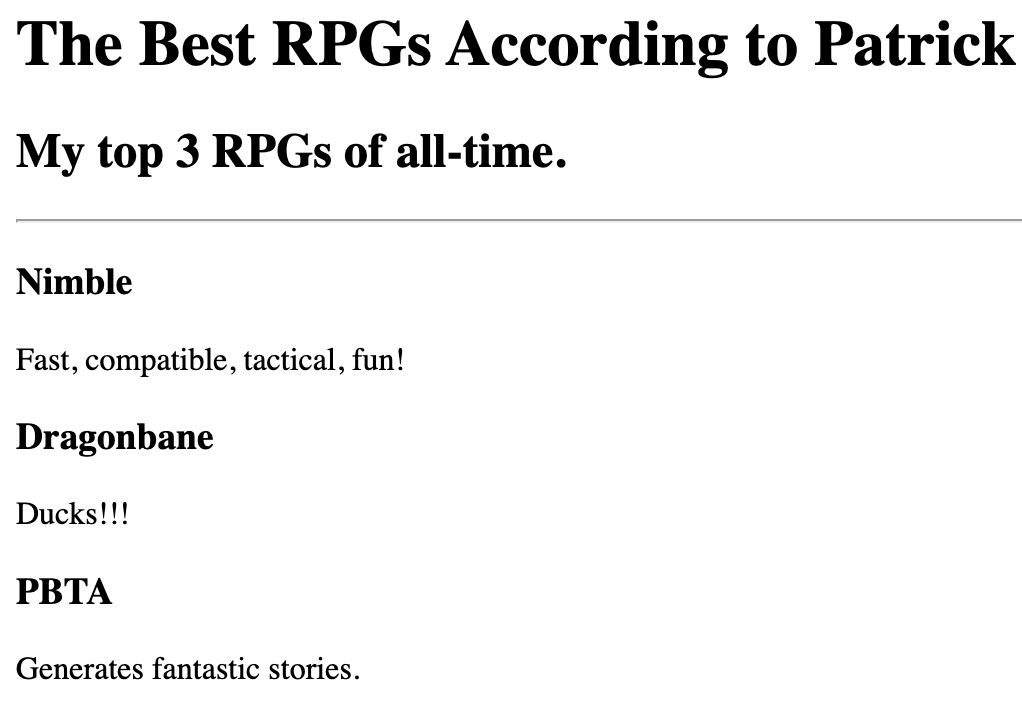 The Best RPGs According to Patrick
My top 3 RPGs of all-time.
Nimble
Fast, compatible, tactical, fun!
Dragonbane
Ducks!!!
PBTA
Generates fantastic stories.